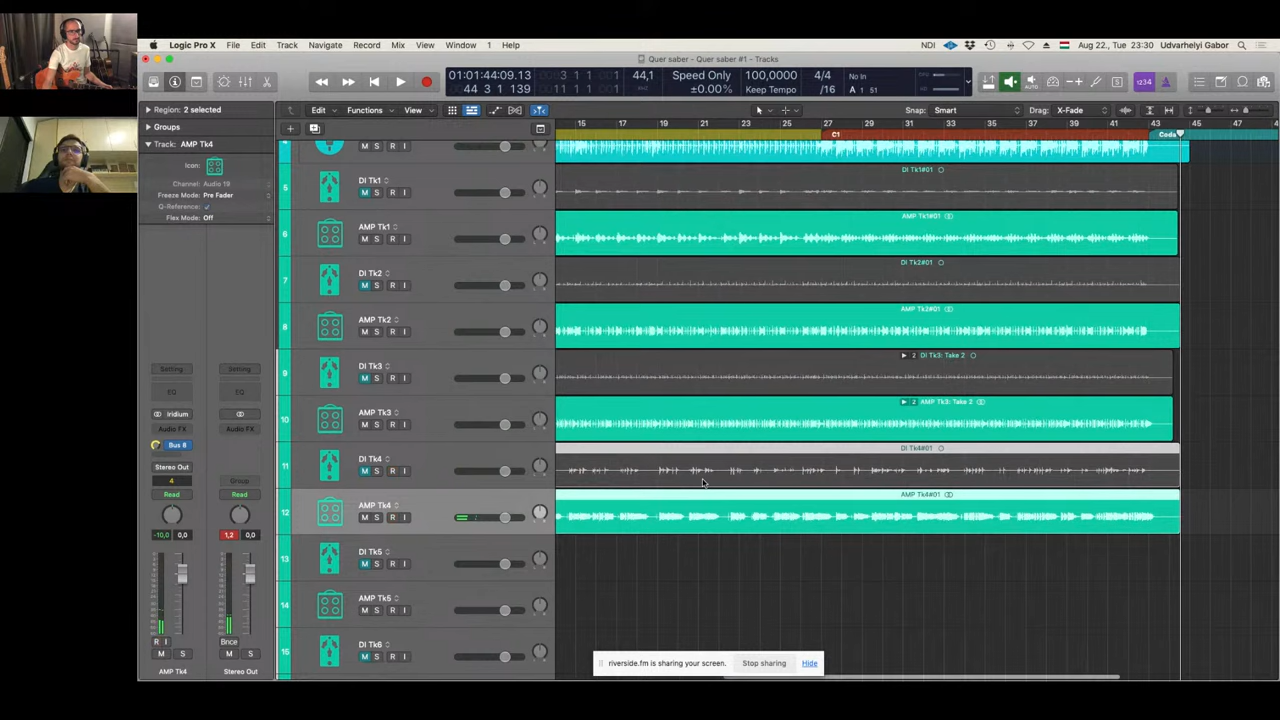 Logic Pro X File Edit Track Navigate Record Mix View Window 1 Help
NDI Aug 22., Tue 23:30 Udvarhelyi Gabor
Quer saber - Quer saber #1 - Tracks
01:01:44:09.13 44,1 Speed Only 100,0000 4/4 No In
44 3 1 139 ±0.00% Keep Tempo /16 A 1 51
1234
Region: 2 selected
Edit Functions View
Snap: Smart
Drag: X-Fade
Groups
Track: AMP Tk4
Icon:
Channel: Audio 19
Freeze Mode: Pre Fader
G-Reference:
Flex Mode: Off
15 17 19 21 23 25 27 29 31 33 35 37 39 41 43 45 47
C1
Coda
M S R I
5
DI Tk1
M S R I
DI Tk1#01
6
AMP Tk1
M S R I
AMP Tk1#01
7
DI Tk2
M S R I
DI Tk2#01
8
AMP Tk2
M S R I
AMP Tk2#01
9
DI Tk3
M S R I
2 DI Tk3: Take 2
10
AMP Tk3
M S R I
2 AMP Tk3: Take 2
11
DI Tk4
M S R I
DI Tk4#01
12
AMP Tk4
M S R I
AMP Tk4#01
13
DI Tk5
M S R I
14
AMP Tk5
M S R I
15
DI Tk6
M S R I
Setting Setting
EQ EQ
Iridium
Audio FX Audio FX
Bus 8
Stereo Out
4 Group
Read Read
-10,0 0,0 1,2 0,0
R I Bnce
M S M S
AMP Tk4 Stereo Out
riverside.fm is sharing your screen. Stop sharing Hide